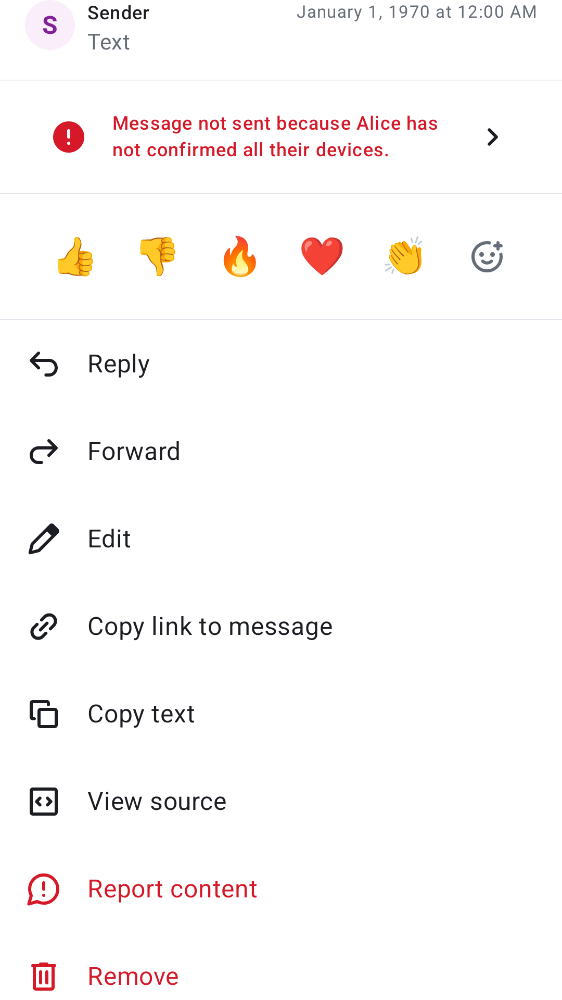 S
Sender
January 1, 1970 at 12:00 AM
Text
Message not sent because Alice has
not confirmed all their devices.
Reply
Forward
Edit
Copy link to message
Copy text
View source
Report content
Remove